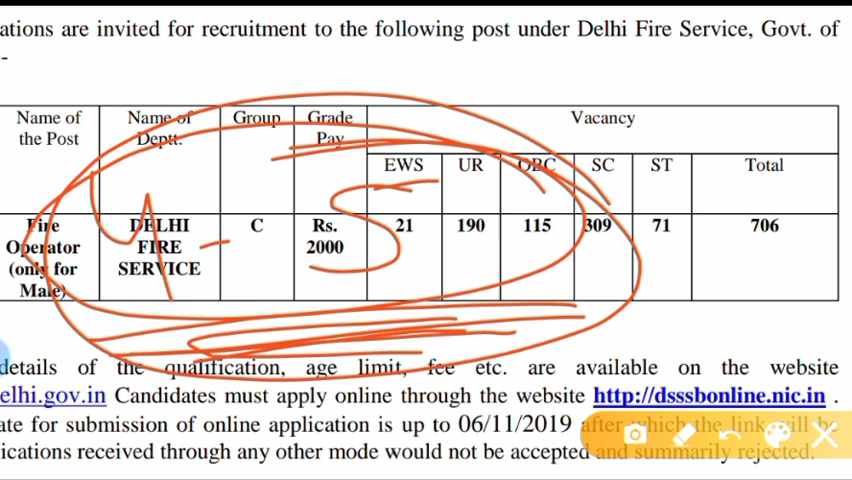 ations are invited for recruitment to the following post under Delhi Fire Service, Govt. of
-
Name of the Post Name of Deptt. Group Grade Pay Vacancy
EWS UR OBC SC ST Total
Fire Operator (only for Male) DELHI FIRE SERVICE C Rs. 2000 21 190 115 309 71 706
details of the qualification, age limit, fee etc. are available on the website
elhi.gov.in Candidates must apply online through the website http://dsssbonline.nic.in .
ate for submission of online application is up to 06/11/2019 after which the link will be
ications received through any other mode would not be accepted and summarily rejected.